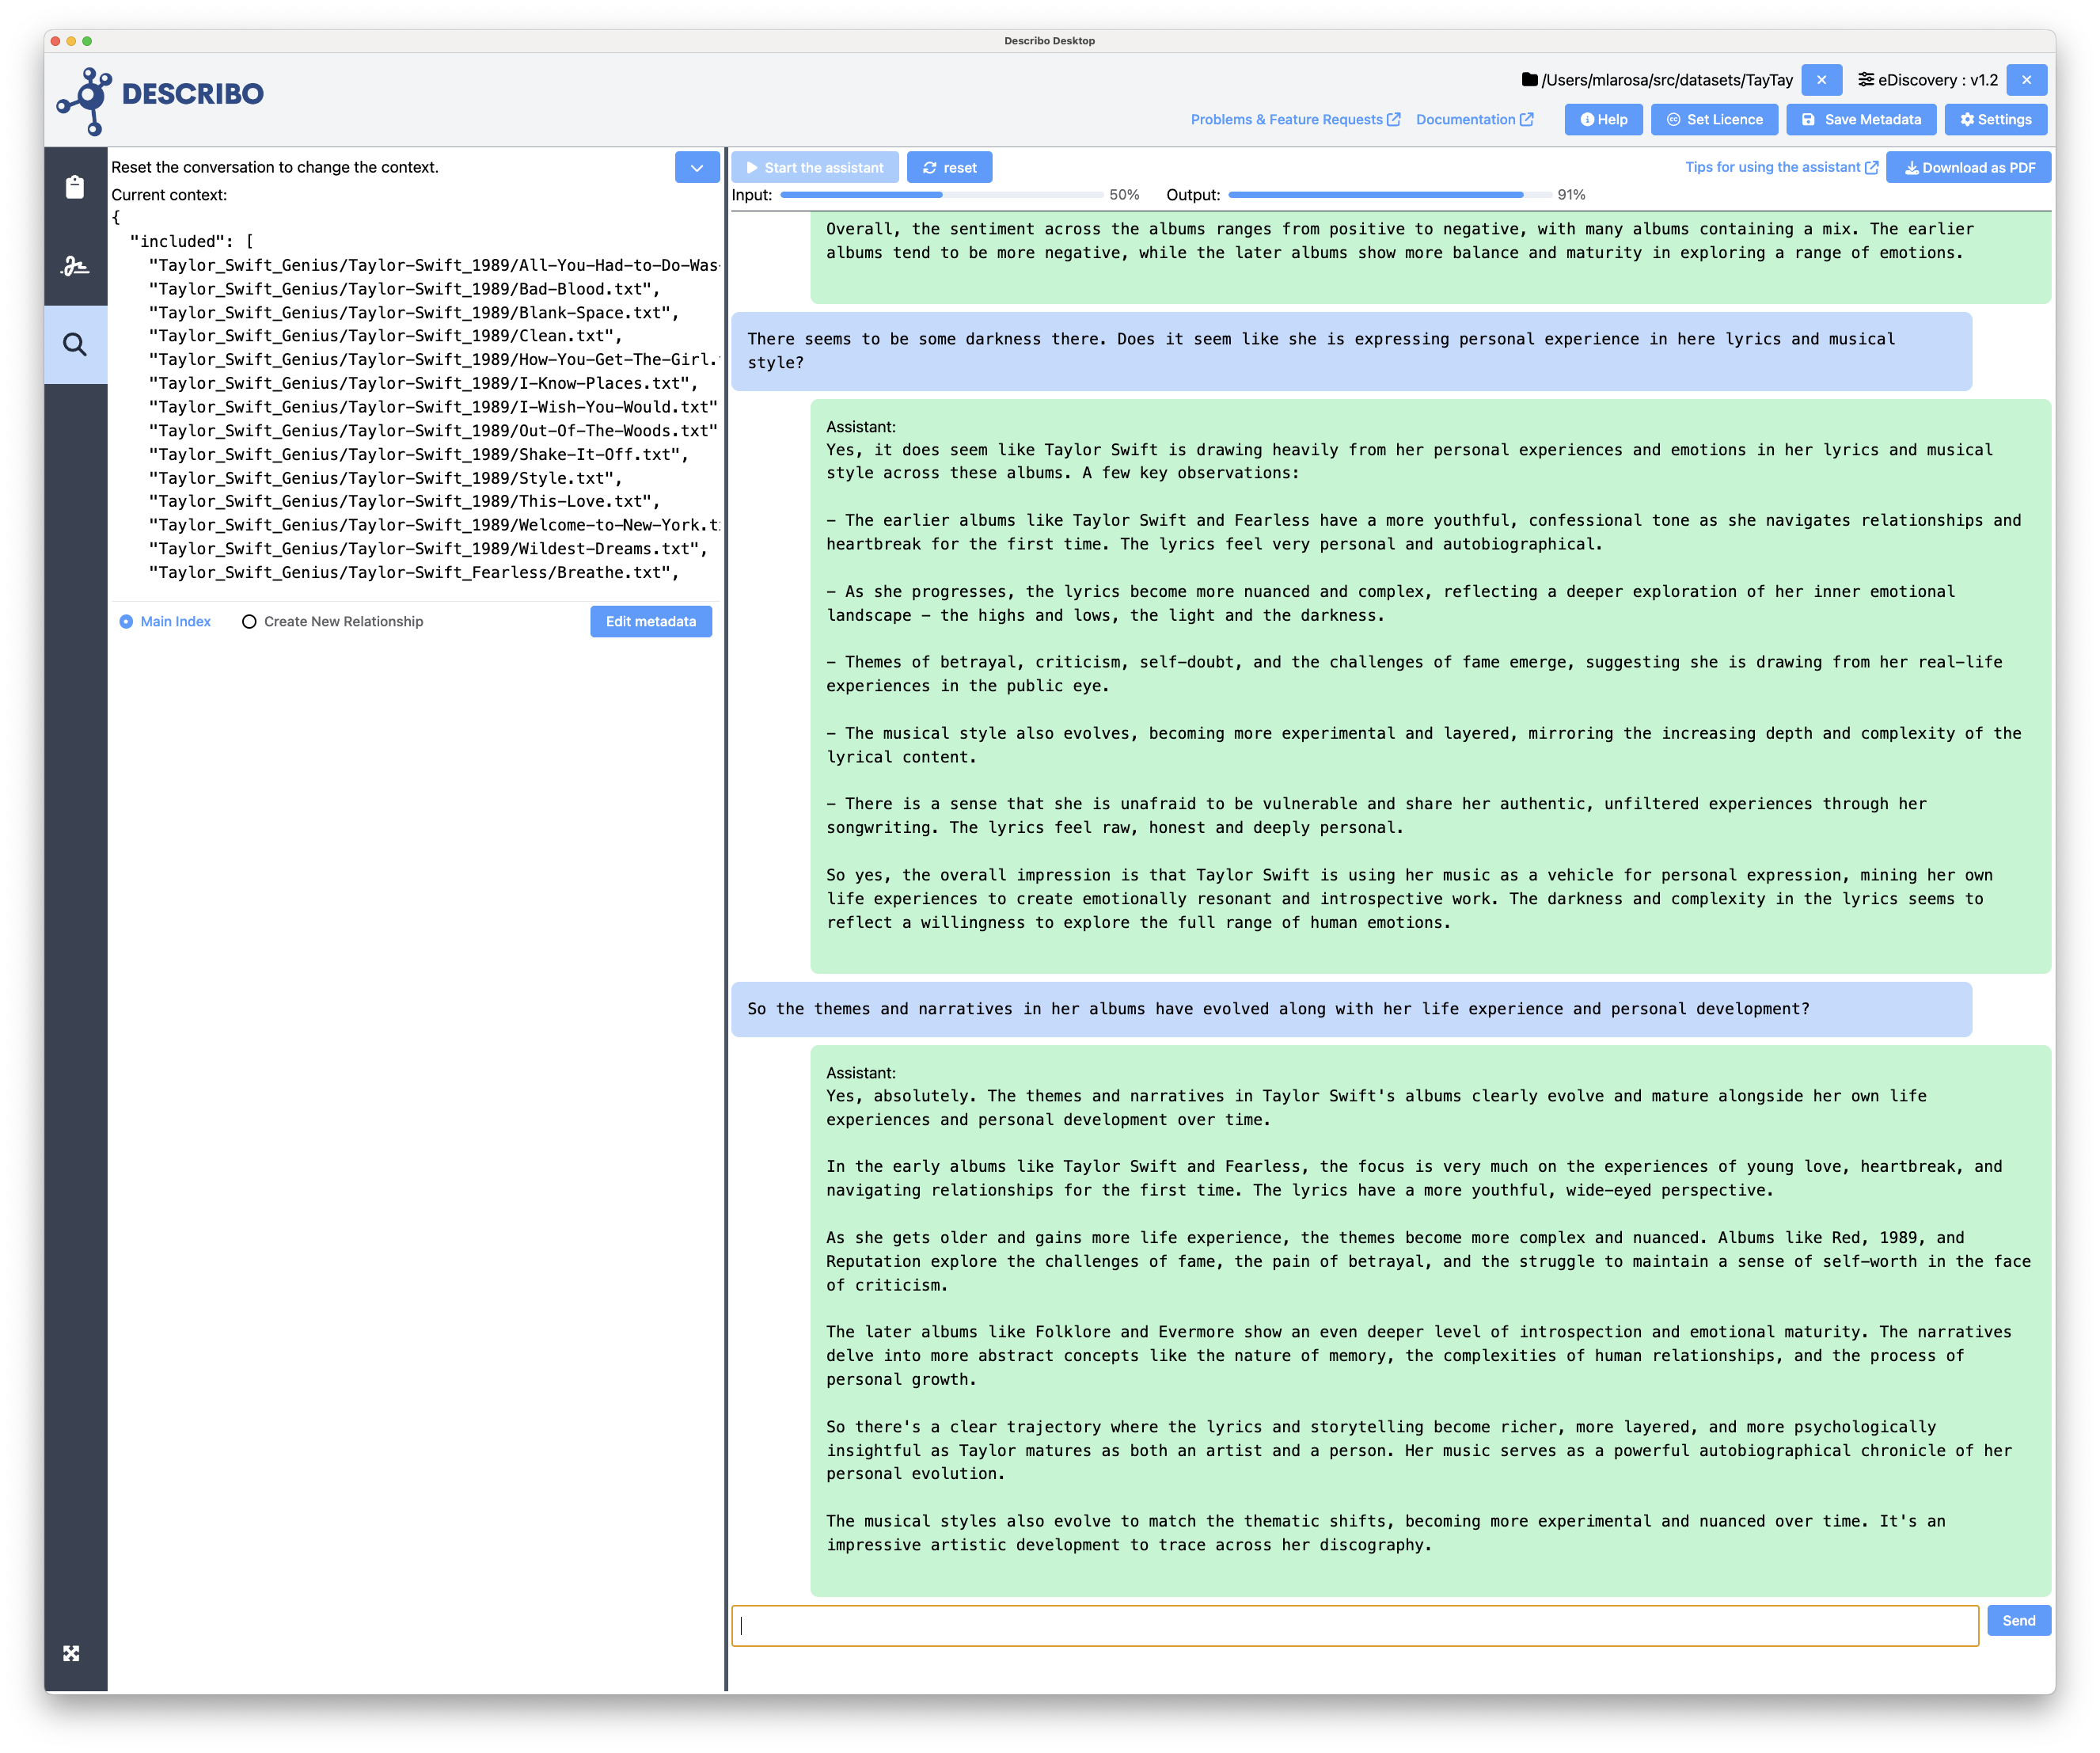 Describo Desktop
DESCRIBO
/Users/mlarosa/src/datasets/TayTay
eDiscovery : v1.2
Problems & Feature Requests
Documentation
Help
Set Licence
Save Metadata
Settings
Reset the conversation to change the context.
Current context:
{
"included": [
"Taylor_Swift_Genius/Taylor-Swift_1989/All-You-Had-to-Do-Was-
"Taylor_Swift_Genius/Taylor-Swift_1989/Bad-Blood.txt",
"Taylor_Swift_Genius/Taylor-Swift_1989/Blank-Space.txt",
"Taylor_Swift_Genius/Taylor-Swift_1989/Clean.txt",
"Taylor_Swift_Genius/Taylor-Swift_1989/How-You-Get-The-Girl.
"Taylor_Swift_Genius/Taylor-Swift_1989/I-Know-Places.txt",
"Taylor_Swift_Genius/Taylor-Swift_1989/I-Wish-You-Would.txt"
"Taylor_Swift_Genius/Taylor-Swift_1989/Out-Of-The-Woods.txt"
"Taylor_Swift_Genius/Taylor-Swift_1989/Shake-It-Off.txt",
"Taylor_Swift_Genius/Taylor-Swift_1989/Style.txt",
"Taylor_Swift_Genius/Taylor-Swift_1989/This-Love.txt",
"Taylor_Swift_Genius/Taylor-Swift_1989/Welcome-to-New-York.t
"Taylor_Swift_Genius/Taylor-Swift_1989/Wildest-Dreams.txt",
"Taylor_Swift_Genius/Taylor-Swift_Fearless/Breathe.txt",
Main Index
Create New Relationship
Edit metadata
Start the assistant
reset
Tips for using the assistant
Download as PDF
Input: 50%
Output: 91%
Overall, the sentiment across the albums ranges from positive to negative, with many albums containing a mix. The earlier
albums tend to be more negative, while the later albums show more balance and maturity in exploring a range of emotions.
There seems to be some darkness there. Does it seem like she is expressing personal experience in here lyrics and musical
style?
Assistant:
Yes, it does seem like Taylor Swift is drawing heavily from her personal experiences and emotions in her lyrics and musical
style across these albums. A few key observations:
- The earlier albums like Taylor Swift and Fearless have a more youthful, confessional tone as she navigates relationships and
heartbreak for the first time. The lyrics feel very personal and autobiographical.
- As she progresses, the lyrics become more nuanced and complex, reflecting a deeper exploration of her inner emotional
landscape - the highs and lows, the light and the darkness.
- Themes of betrayal, criticism, self-doubt, and the challenges of fame emerge, suggesting she is drawing from her real-life
experiences in the public eye.
- The musical style also evolves, becoming more experimental and layered, mirroring the increasing depth and complexity of the
lyrical content.
- There is a sense that she is unafraid to be vulnerable and share her authentic, unfiltered experiences through her
songwriting. The lyrics feel raw, honest and deeply personal.
So yes, the overall impression is that Taylor Swift is using her music as a vehicle for personal expression, mining her own
life experiences to create emotionally resonant and introspective work. The darkness and complexity in the lyrics seems to
reflect a willingness to explore the full range of human emotions.
So the themes and narratives in her albums have evolved along with her life experience and personal development?
Assistant:
Yes, absolutely. The themes and narratives in Taylor Swift's albums clearly evolve and mature alongside her own life
experiences and personal development over time.
In the early albums like Taylor Swift and Fearless, the focus is very much on the experiences of young love, heartbreak, and
navigating relationships for the first time. The lyrics have a more youthful, wide-eyed perspective.
As she gets older and gains more life experience, the themes become more complex and nuanced. Albums like Red, 1989, and
Reputation explore the challenges of fame, the pain of betrayal, and the struggle to maintain a sense of self-worth in the face
of criticism.
The later albums like Folklore and Evermore show an even deeper level of introspection and emotional maturity. The narratives
delve into more abstract concepts like the nature of memory, the complexities of human relationships, and the process of
personal growth.
So there's a clear trajectory where the lyrics and storytelling become richer, more layered, and more psychologically
insightful as Taylor matures as both an artist and a person. Her music serves as a powerful autobiographical chronicle of her
personal evolution.
The musical styles also evolve to match the thematic shifts, becoming more experimental and nuanced over time. It's an
impressive artistic development to trace across her discography.
Send